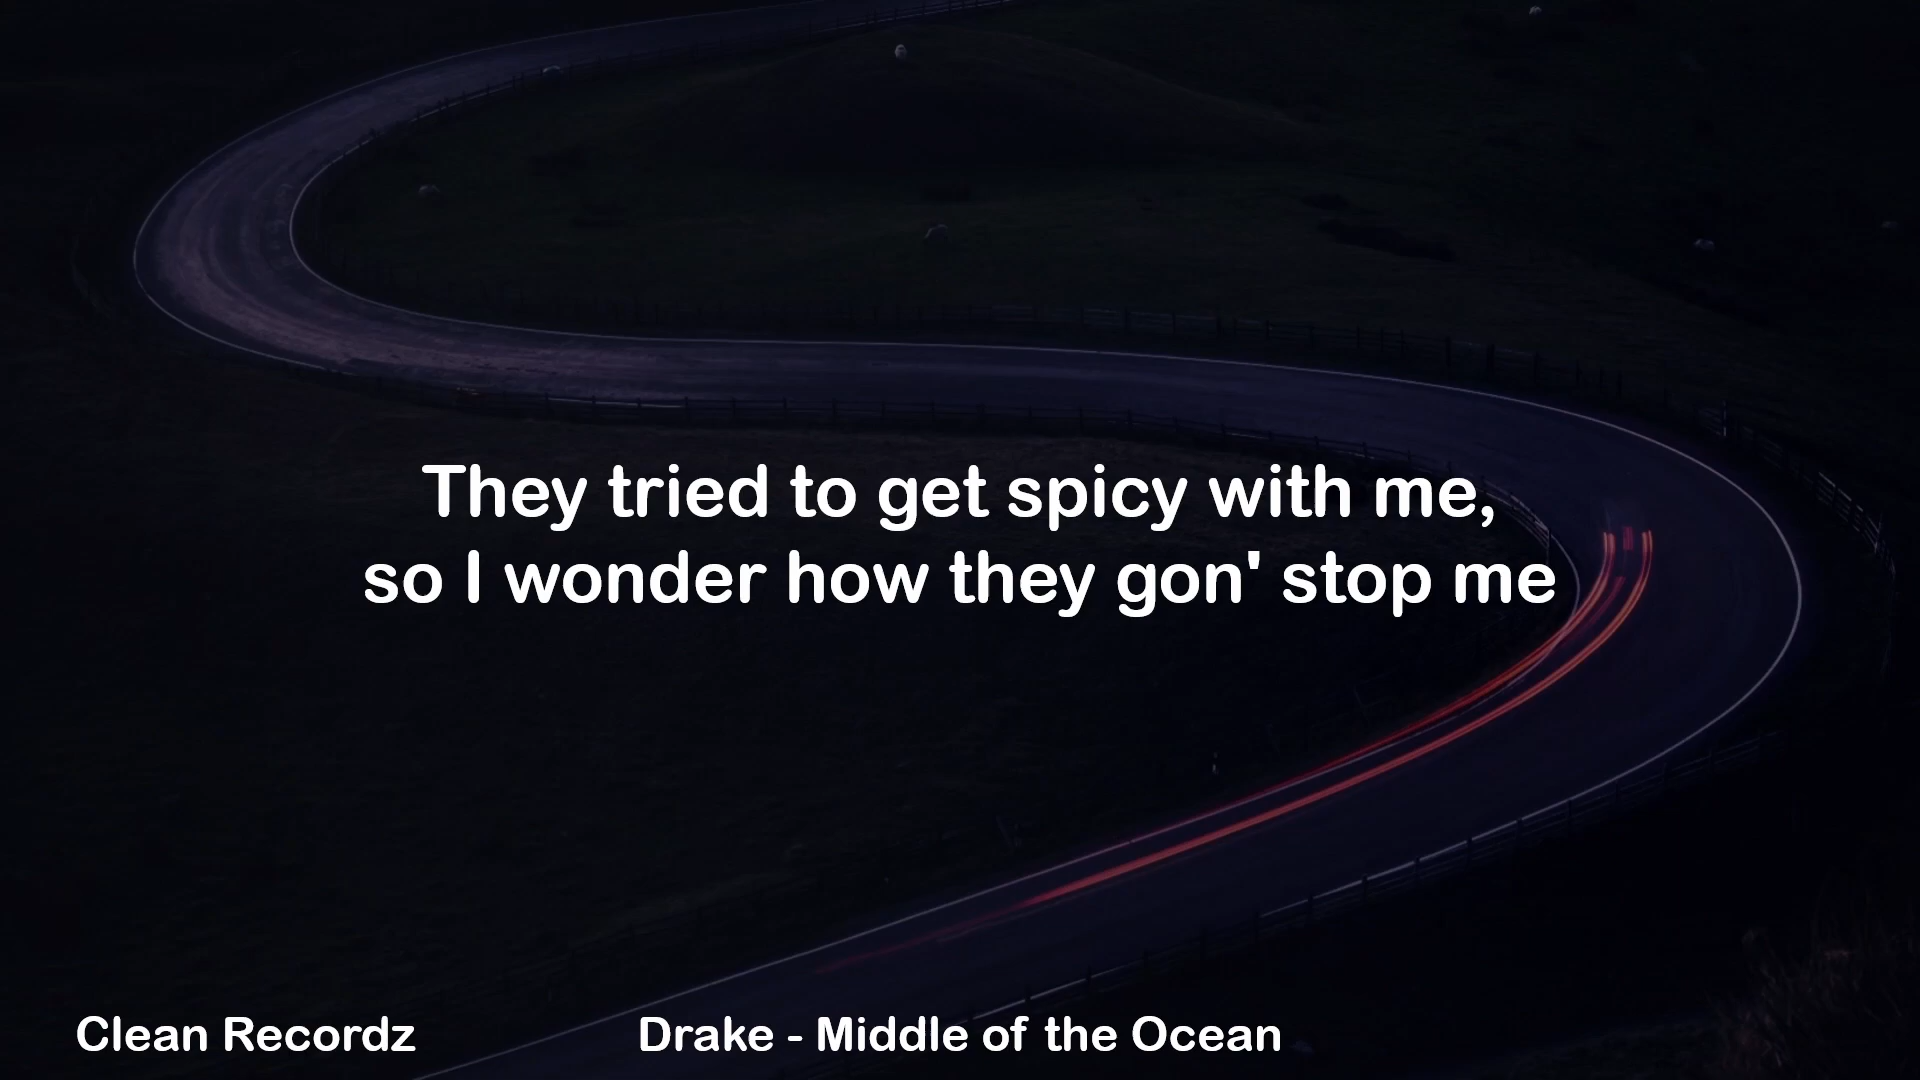 They tried to get spicy with me,
so I wonder how they gon' stop me
Clean Recordz
Drake - Middle of the Ocean